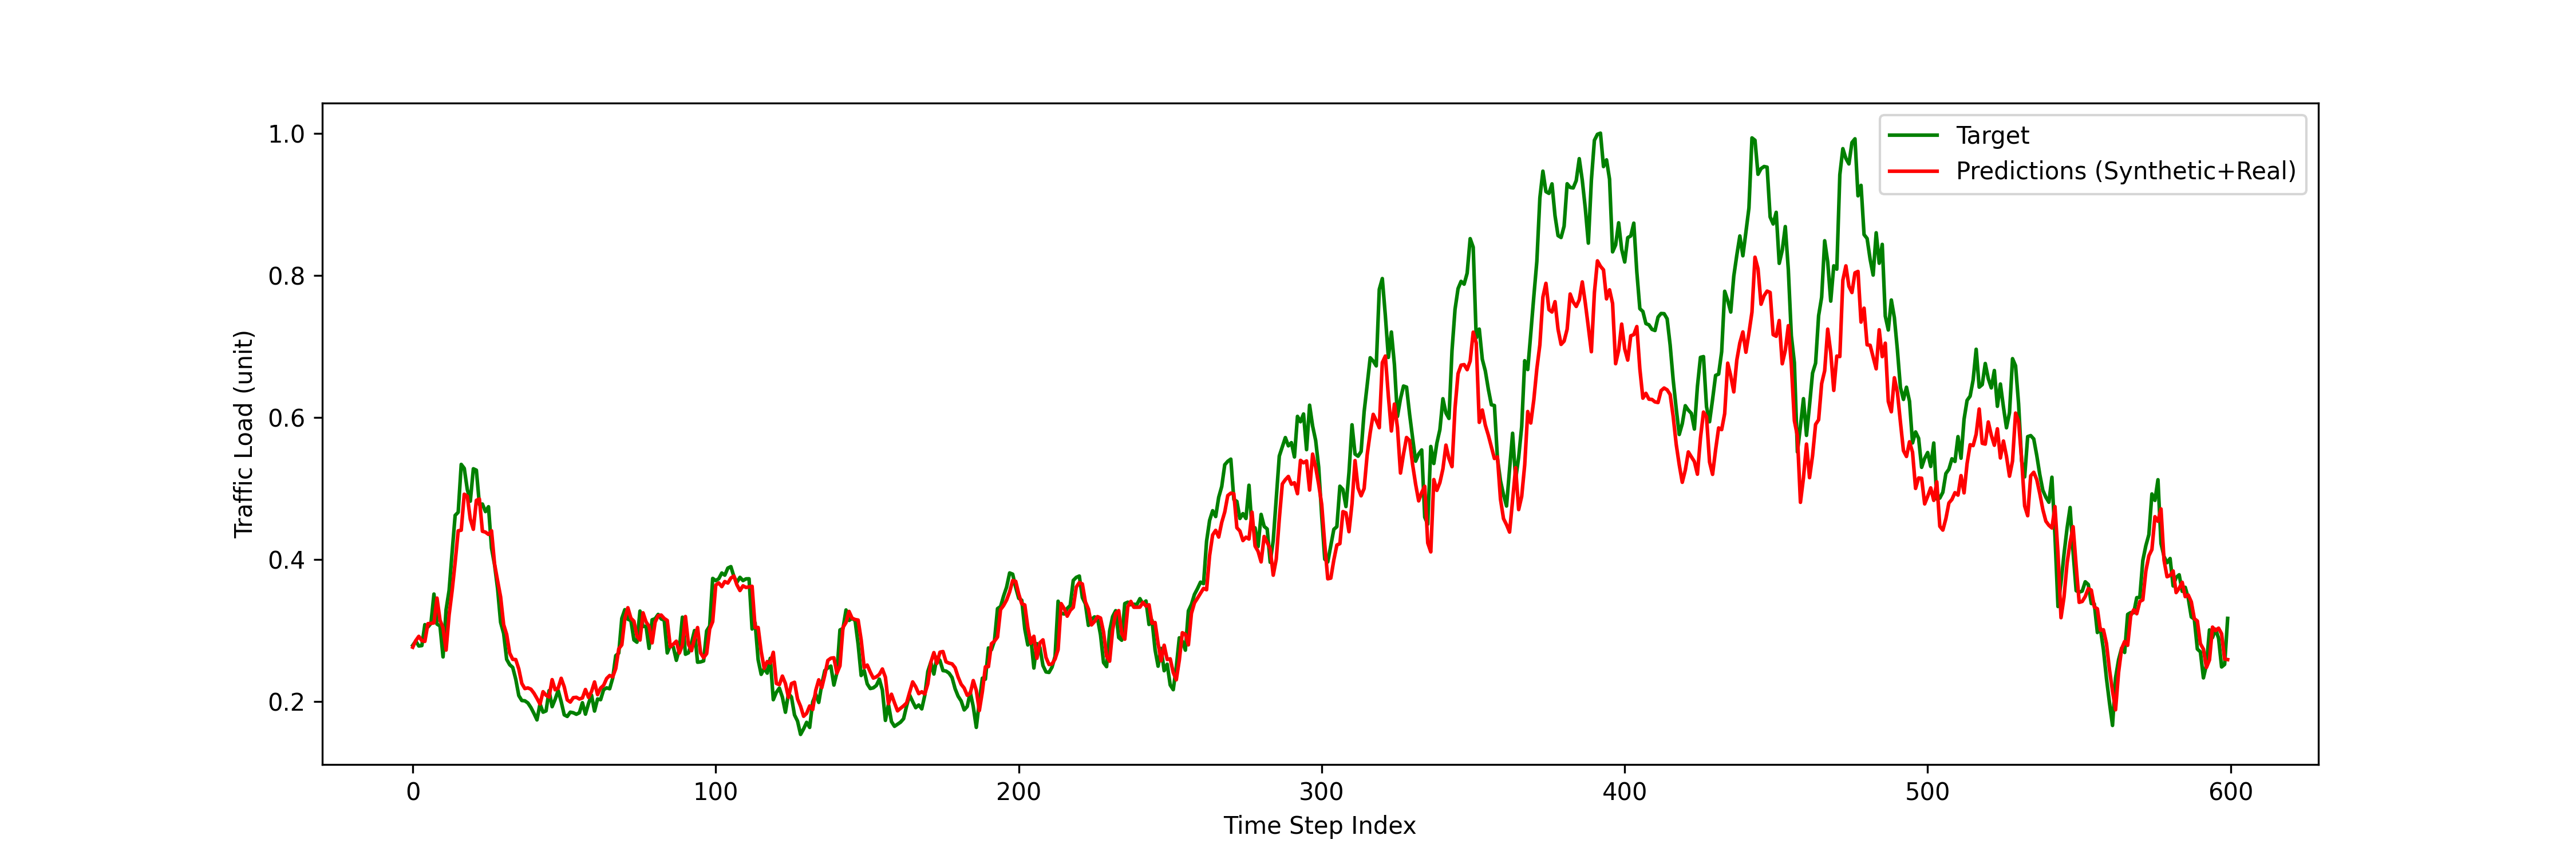 Target
Predictions (Synthetic+Real)
Traffic Load (unit)
1.0
0.8
0.6
0.4
0.2
0 100 200 300 400 500 600
Time Step Index